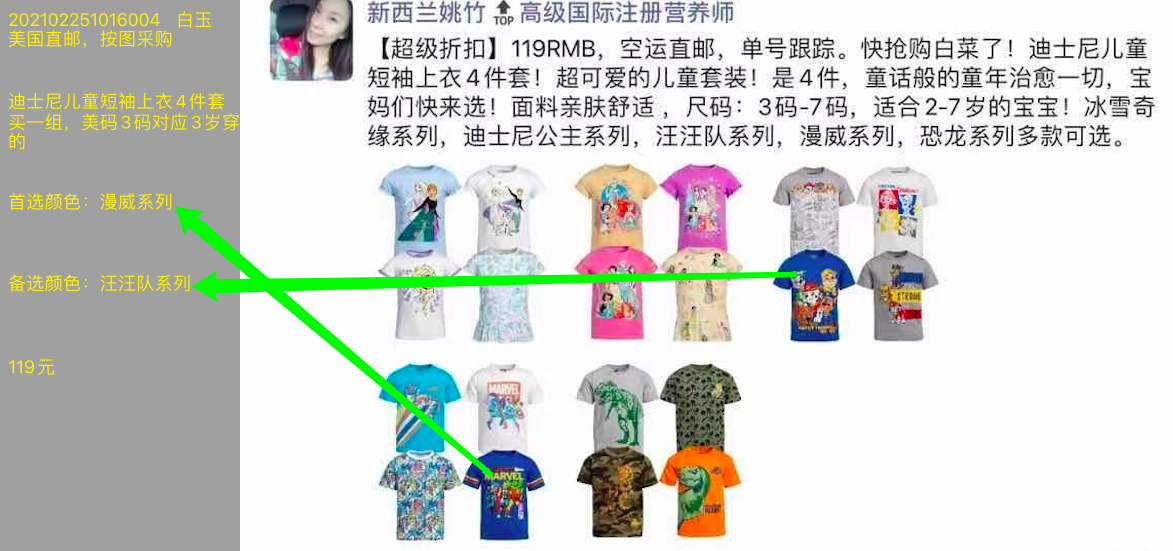 202102251016004 白玉
美国直邮，按图采购
迪士尼儿童短袖上衣4件套
买一组，美码3码对应3岁穿
的
首选颜色：漫威系列
备选颜色：汪汪队系列
119元
新西兰姚竹 TOP 高级国际注册营养师
【超级折扣】119RMB，空运直邮，单号跟踪。快抢购白菜了！迪士尼儿童
短袖上衣4件套！超可爱的儿童套装！是4件，童话般的童年治愈一切，宝
妈们快来选！面料亲肤舒适 ，尺码：3码-7码，适合2-7岁的宝宝！冰雪奇
缘系列，迪士尼公主系列，汪汪队系列，漫威系列，恐龙系列多款可选。
STRONG
MARVEL
MARVEL